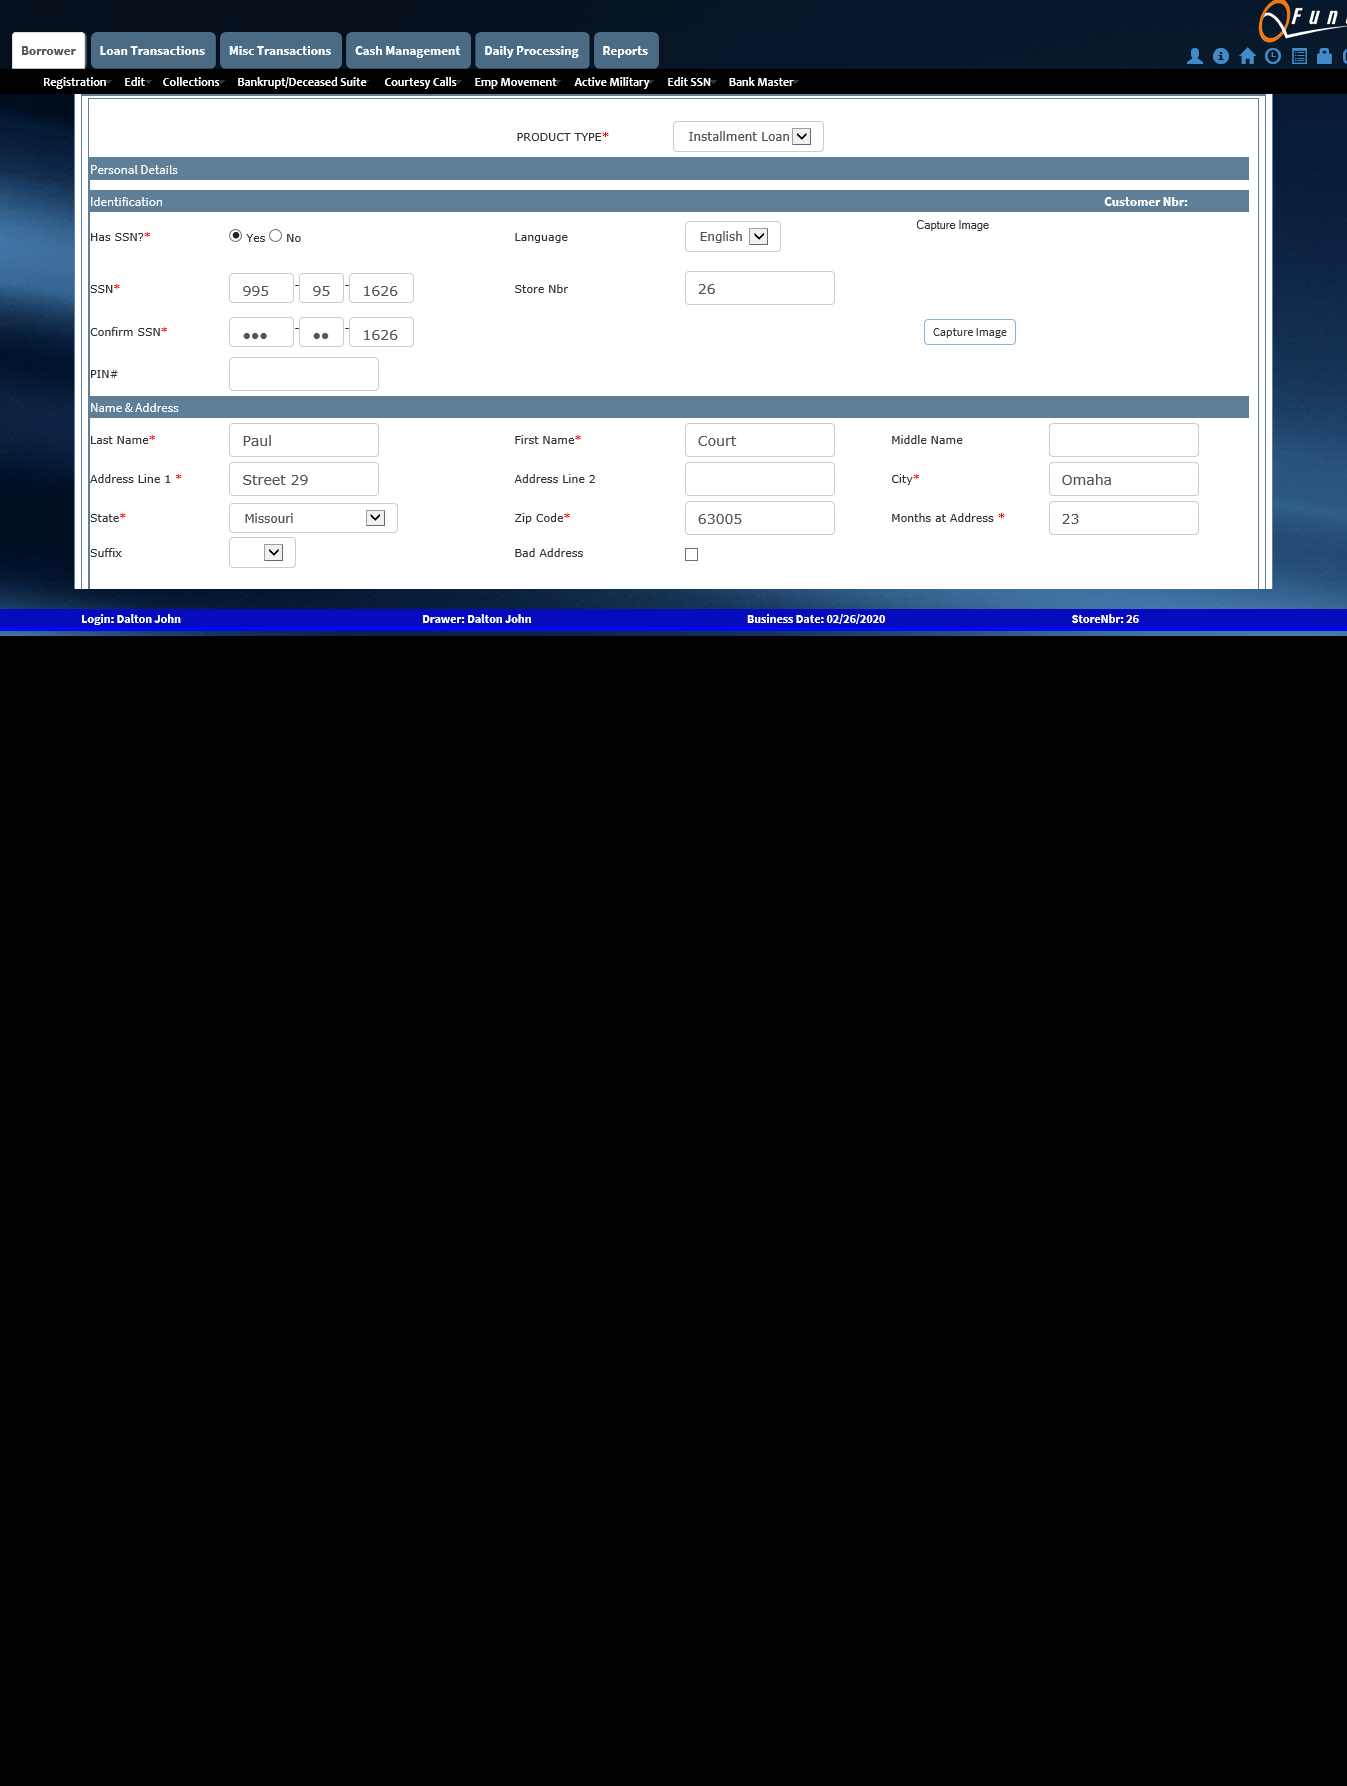 Fun
Borrower Loan Transactions Misc Transactions Cash Management Daily Processing Reports
Registration Edit Collections Bankrupt/Deceased Suite Courtesy Calls Emp Movement Active Military Edit SSN Bank Master
PRODUCT TYPE* Installment Loan
Personal Details
Identification Customer Nbr:
Has SSN?* Yes No Language English Capture Image
SSN* 995 - 95 - 1626 Store Nbr 26
Confirm SSN* ●●● - ●● - 1626 Capture Image
PIN#
Name & Address
Last Name* Paul First Name* Court Middle Name
Address Line 1 * Street 29 Address Line 2 City* Omaha
State* Missouri Zip Code* 63005 Months at Address * 23
Suffix Bad Address
Login: Dalton John Drawer: Dalton John Business Date: 02/26/2020 StoreNbr: 26